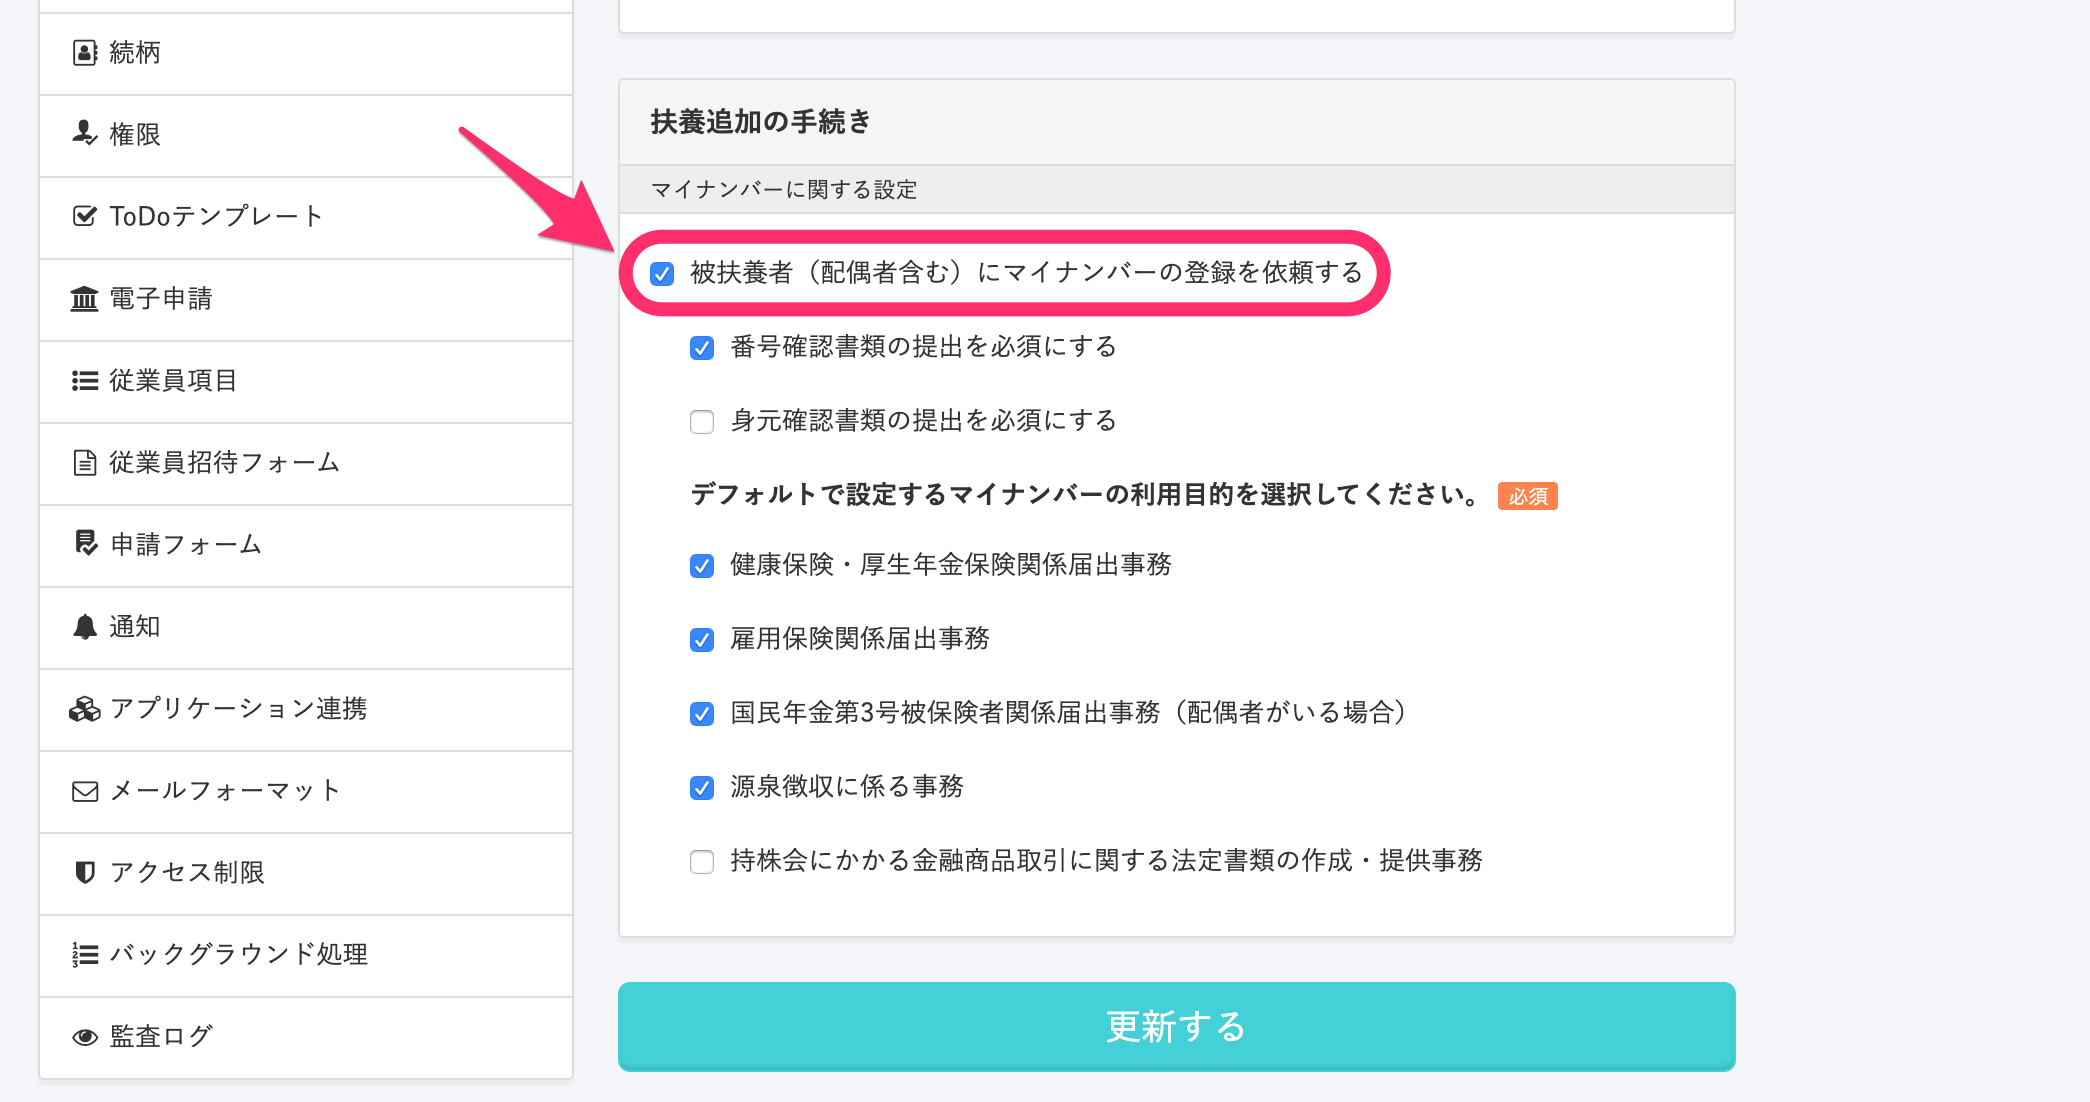 続柄
権限
ToDoテンプレート
電子申請
従業員項目
従業員招待フォーム
申請フォーム
通知
アプリケーション連携
メールフォーマット
アクセス制限
バックグラウンド処理
監査ログ
扶養追加の手続き
マイナンバーに関する設定
被扶養者（配偶者含む）にマイナンバーの登録を依頼する
番号確認書類の提出を必須にする
身元確認書類の提出を必須にする
デフォルトで設定するマイナンバーの利用目的を選択してください。 必須
健康保険・厚生年金保険関係届出事務
雇用保険関係届出事務
国民年金第3号被保険者関係届出事務（配偶者がいる場合）
源泉徴収に係る事務
持株会にかかる金融商品取引に関する法定書類の作成・提供事務
更新する